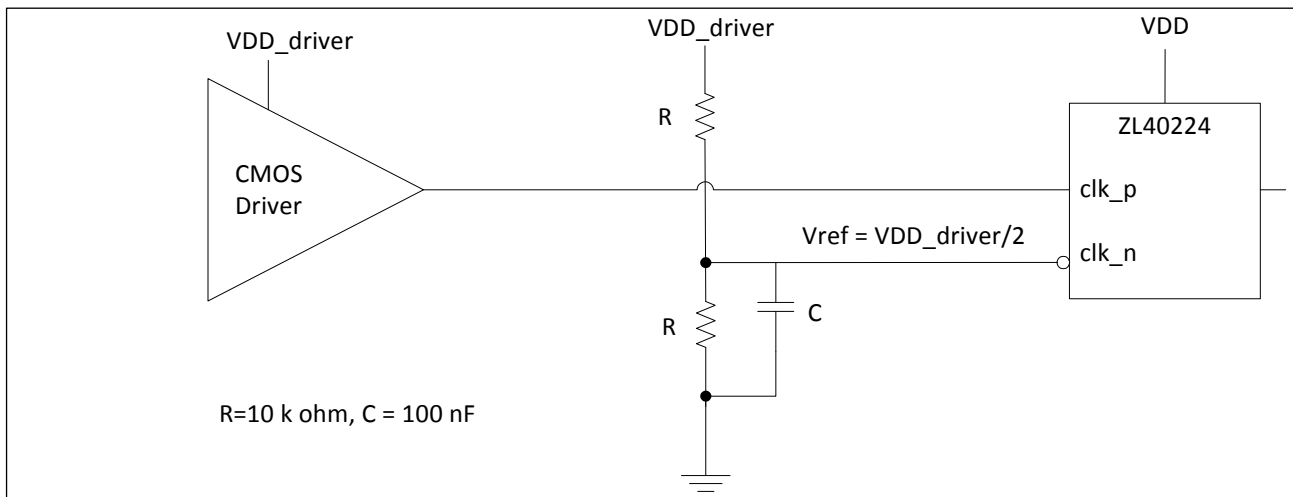 VDD_driver
VDD_driver
VDD
R
ZL40224
CMOS
Driver
clk_p
Vref = VDD_driver/2
clk_n
R
C
R=10 k ohm, C = 100 nF